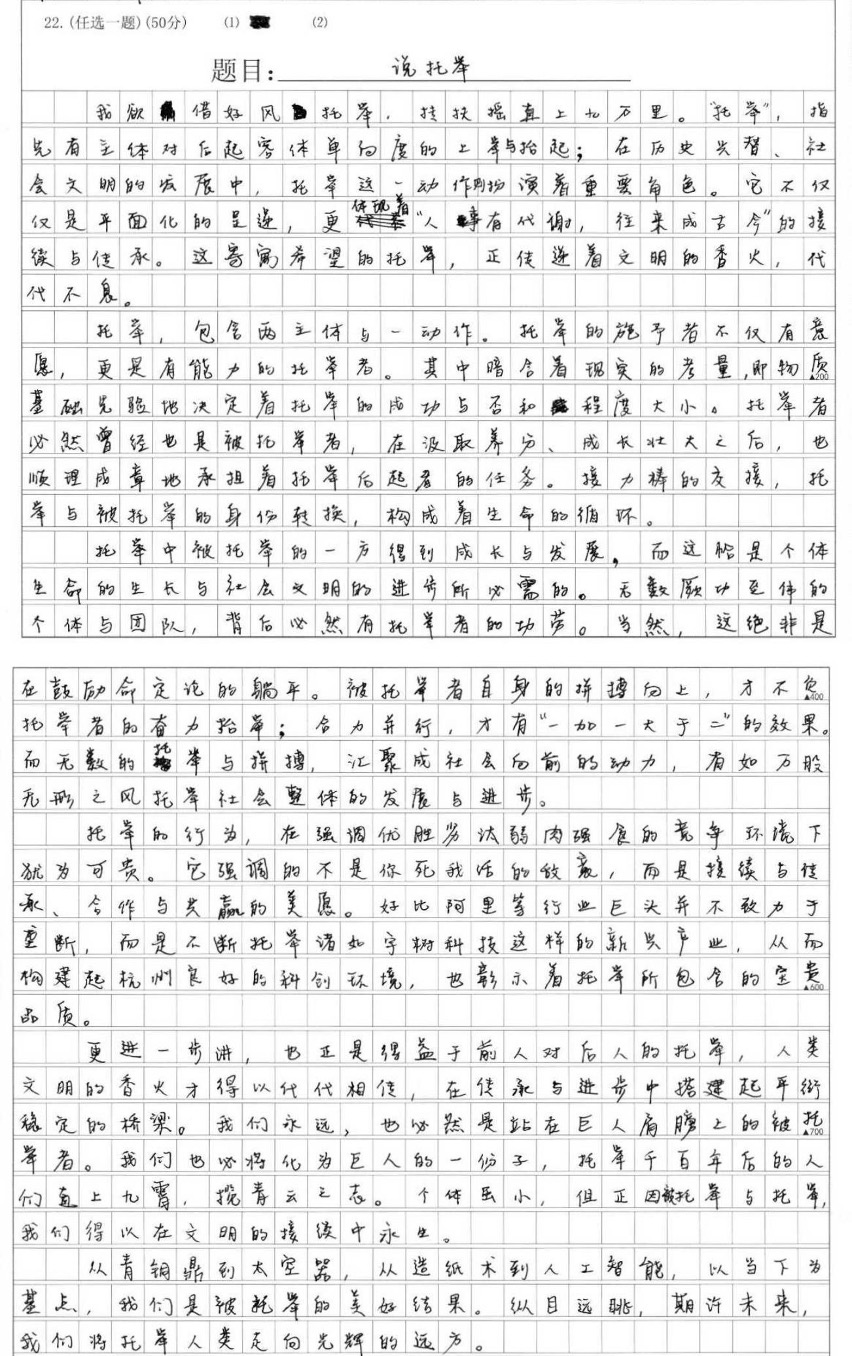 22.(任选一题)(50分) (1) (2)
题目: 说托举
我欲借好风托举,扶摇直上九万里。“托举”,指
先有主体对后起客体单向度的上举与抬起;在历史兴替、社
会文明的发展中,托举这一动作则扮演着重要角色。它不仅
仅是平面化的呈递,更体现着“人事有代谢,往来成古今”的接
续与传承。这寄寓希望的托举,正传递着文明的香火,代
代不息。
托举,包含两主体与一动作。托举的施予者不仅有意
愿,更是有能力的托举者。其中暗含着现实的考量,即物质
▲200
基础先验地决定着托举的成功与否和程度大小。托举者
必然曾经也是被托举者,在汲取养分、成长壮大之后,也
顺理成章地承担着托举后起者的任务。接力棒的交接,托
举与被托举的身份转换,构成着生命的循环。
托举中被托举的一方得到成长与发展,而这恰是个体
生命的生长与社会文明的进步所必需的。无数厥功至伟的
个体与团队,背后必然有托举者的功劳。当然,这绝非是
在鼓励命定论的躺平。被托举者自身的拼搏向上,才不负
▲400
托举者的奋力抬举;合力并行,才有“一加一大于二”的效果。
而无数的托举与拼搏,汇聚成社会向前的动力,有如万股
无形之风托举社会整体的发展与进步。
托举的行为,在强调优胜劣汰弱肉强食的竞争环境下
犹为可贵。它强调的不是你死我活的敌意,而是接续与传
承、合作与共赢的美愿。好比阿里等行业巨头并不致力于
垄断,而是不断托举诸如宇树科技这样的新兴产业,从而
构建起杭州良好的科创环境,也彰示着托举所包含的宝贵
▲600
品质。
更进一步讲,也正是得益于前人对后人的托举,人类
文明的香火才得以代代相传,在传承与进步中搭建起平衡
稳定的桥梁。我们永远,也必然是站在巨人肩膀上的被托
▲700
举者。我们也必将化为巨人的一份子,托举千百年后的人
们直上九霄,揽青云之志。个体虽小,但正因被托举与托举,
我们得以在文明的接续中永生。
从青铜鼎到太空器,从造纸术到人工智能,以当下为
基点,我们是被托举的美好结果。纵目远眺,期许未来,
我们将托举人类走向光辉的远方。